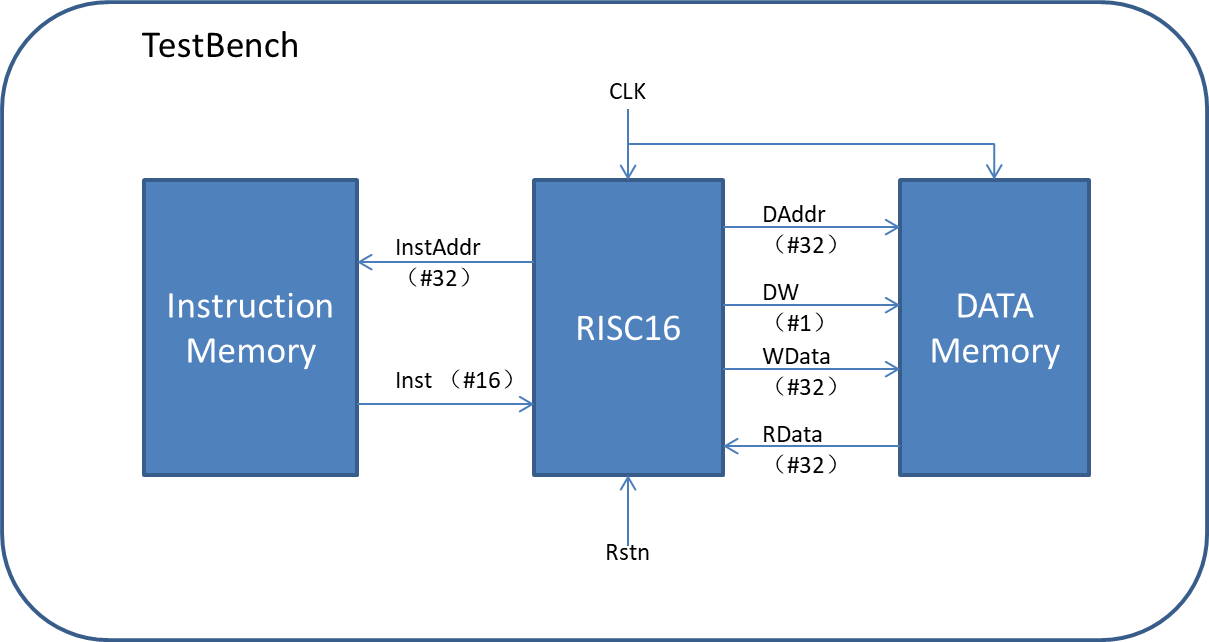 TestBench
CLK
Instruction
Memory
InstAddr
（#32）
Inst （#16）
RISC16
DAddr
（#32）
DW
（#1）
WData
（#32）
RData
（#32）
DATA
Memory
Rstn